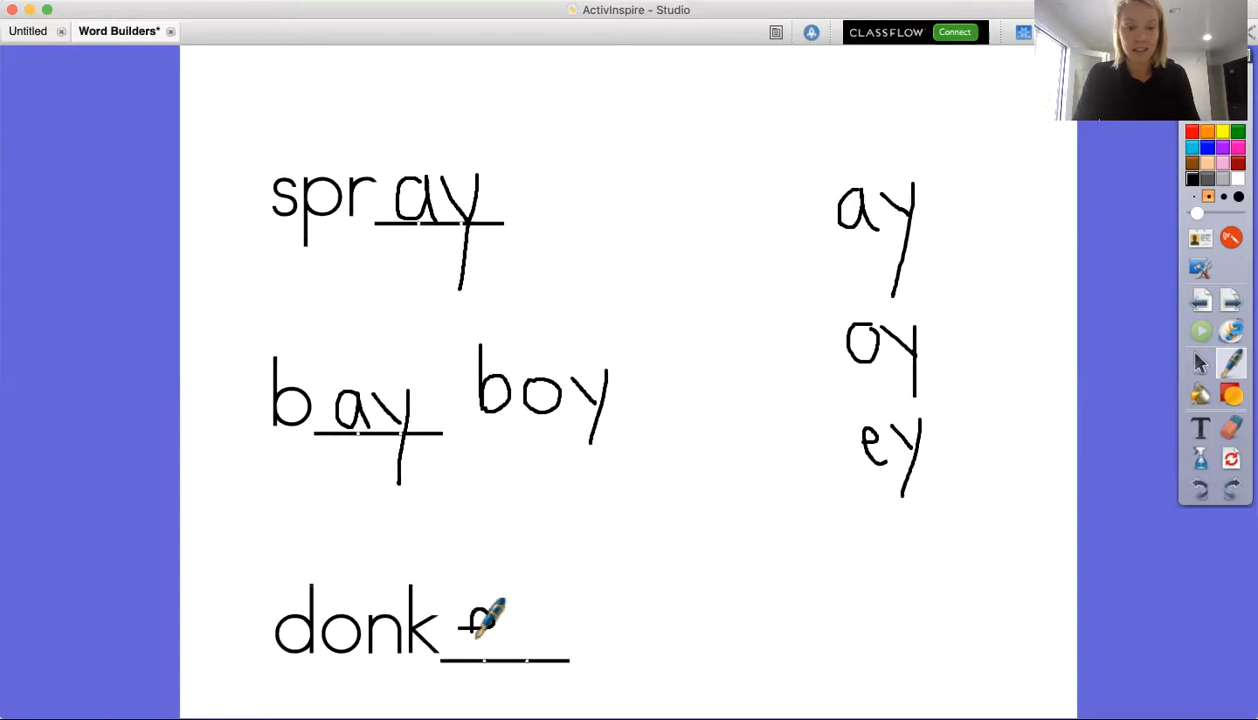 ActivInspire - Studio
Untitled Word Builders*
CLASSFLOW Connect
spray
ay
oy
bay boy
ey
donk
T